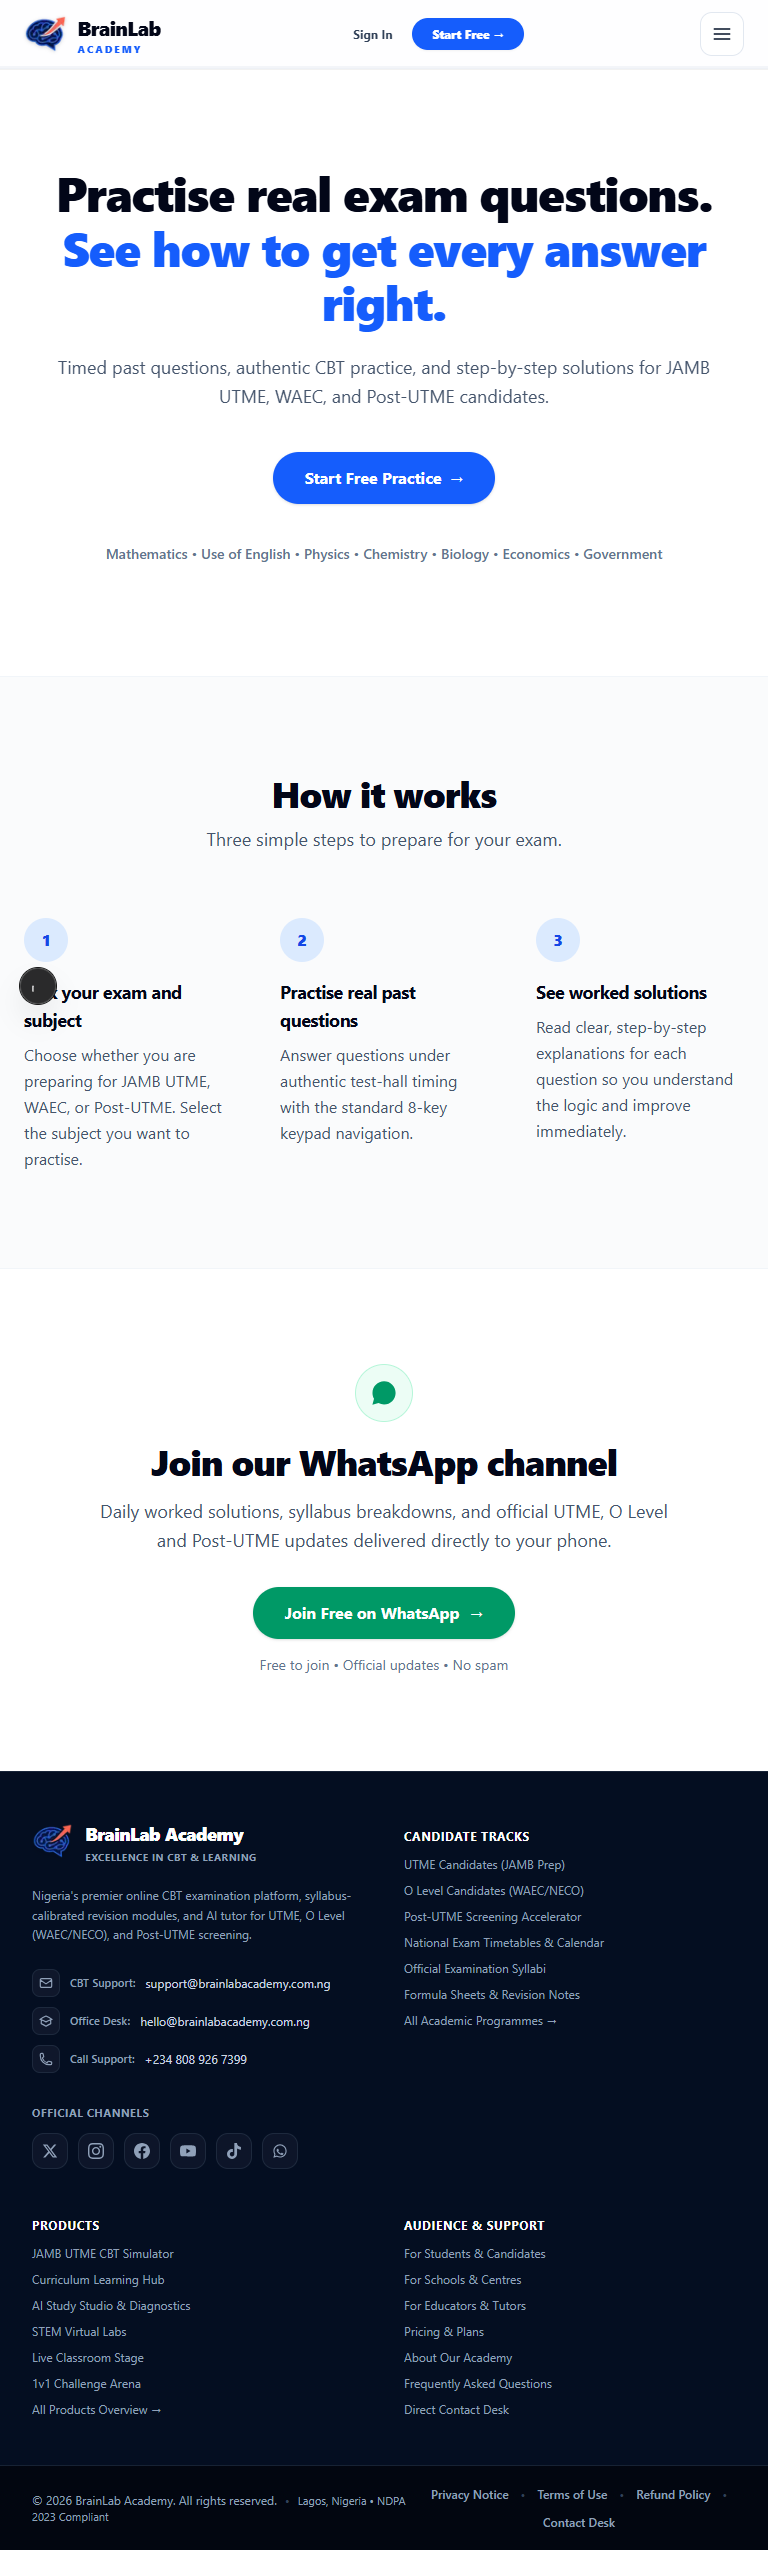 BrainLab
ACADEMY
Sign In
Start Free →
Practise real exam questions.
See how to get every answer
right.
Timed past questions, authentic CBT practice, and step-by-step solutions for JAMB
UTME, WAEC, and Post-UTME candidates.
Start Free Practice →
Mathematics • Use of English • Physics • Chemistry • Biology • Economics • Government
How it works
Three simple steps to prepare for your exam.
1
your exam and
subject
Choose whether you are
preparing for JAMB UTME,
WAEC, or Post-UTME. Select
the subject you want to
practise.
2
Practise real past
questions
Answer questions under
authentic test-hall timing
with the standard 8-key
keypad navigation.
3
See worked solutions
Read clear, step-by-step
explanations for each
question so you understand
the logic and improve
immediately.
Join our WhatsApp channel
Daily worked solutions, syllabus breakdowns, and official UTME, O Level
and Post-UTME updates delivered directly to your phone.
Join Free on WhatsApp →
Free to join • Official updates • No spam
BrainLab Academy
EXCELLENCE IN CBT & LEARNING
Nigeria's premier online CBT examination platform, syllabus-
calibrated revision modules, and AI tutor for UTME, O Level
(WAEC/NECO), and Post-UTME screening.
CBT Support: support@brainlabacademy.com.ng
Office Desk: hello@brainlabacademy.com.ng
Call Support: +234 808 926 7399
OFFICIAL CHANNELS
CANDIDATE TRACKS
UTME Candidates (JAMB Prep)
O Level Candidates (WAEC/NECO)
Post-UTME Screening Accelerator
National Exam Timetables & Calendar
Official Examination Syllabi
Formula Sheets & Revision Notes
All Academic Programmes →
PRODUCTS
JAMB UTME CBT Simulator
Curriculum Learning Hub
AI Study Studio & Diagnostics
STEM Virtual Labs
Live Classroom Stage
1v1 Challenge Arena
All Products Overview →
AUDIENCE & SUPPORT
For Students & Candidates
For Schools & Centres
For Educators & Tutors
Pricing & Plans
About Our Academy
Frequently Asked Questions
Direct Contact Desk
© 2026 BrainLab Academy. All rights reserved. • Lagos, Nigeria • NDPA
2023 Compliant
Privacy Notice • Terms of Use • Refund Policy •
Contact Desk